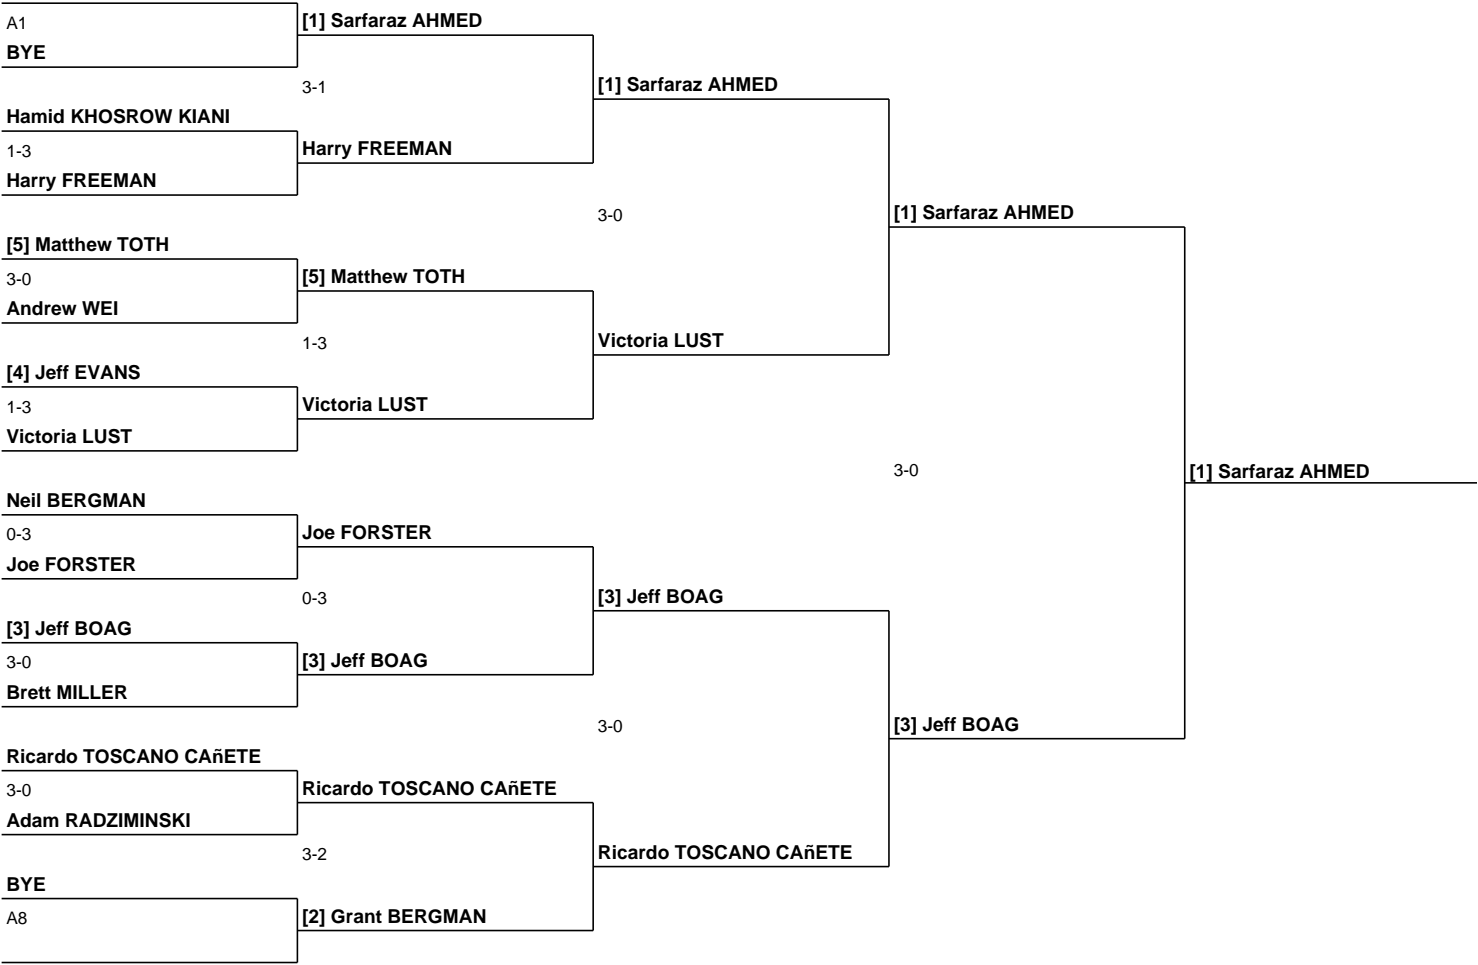 A1
BYE
Hamid KHOSROW KIANI
1-3
Harry FREEMAN
[5] Matthew TOTH
3-0
Andrew WEI
[4] Jeff EVANS
1-3
Victoria LUST
Neil BERGMAN
0-3
Joe FORSTER
[3] Jeff BOAG
3-0
Brett MILLER
Ricardo TOSCANO CAñETE
3-0
Adam RADZIMINSKI
BYE
A8
[1] Sarfaraz AHMED
3-1
Harry FREEMAN
[5] Matthew TOTH
1-3
Victoria LUST
Joe FORSTER
0-3
[3] Jeff BOAG
Ricardo TOSCANO CAñETE
3-2
[2] Grant BERGMAN
[1] Sarfaraz AHMED
3-0
Victoria LUST
[3] Jeff BOAG
3-0
Ricardo TOSCANO CAñETE
[1] Sarfaraz AHMED
3-0
[3] Jeff BOAG
[1] Sarfaraz AHMED